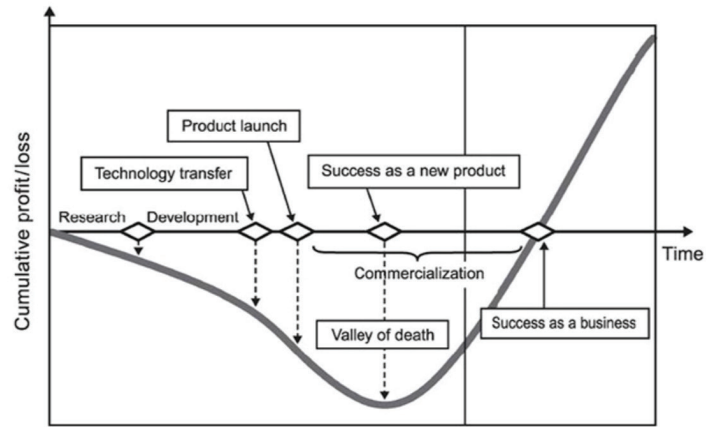 Product launch
Technology transfer
Success as a new product
Research
Development
Cumulative profit/loss
Time
Commercialization
Valley of death
Success as a business